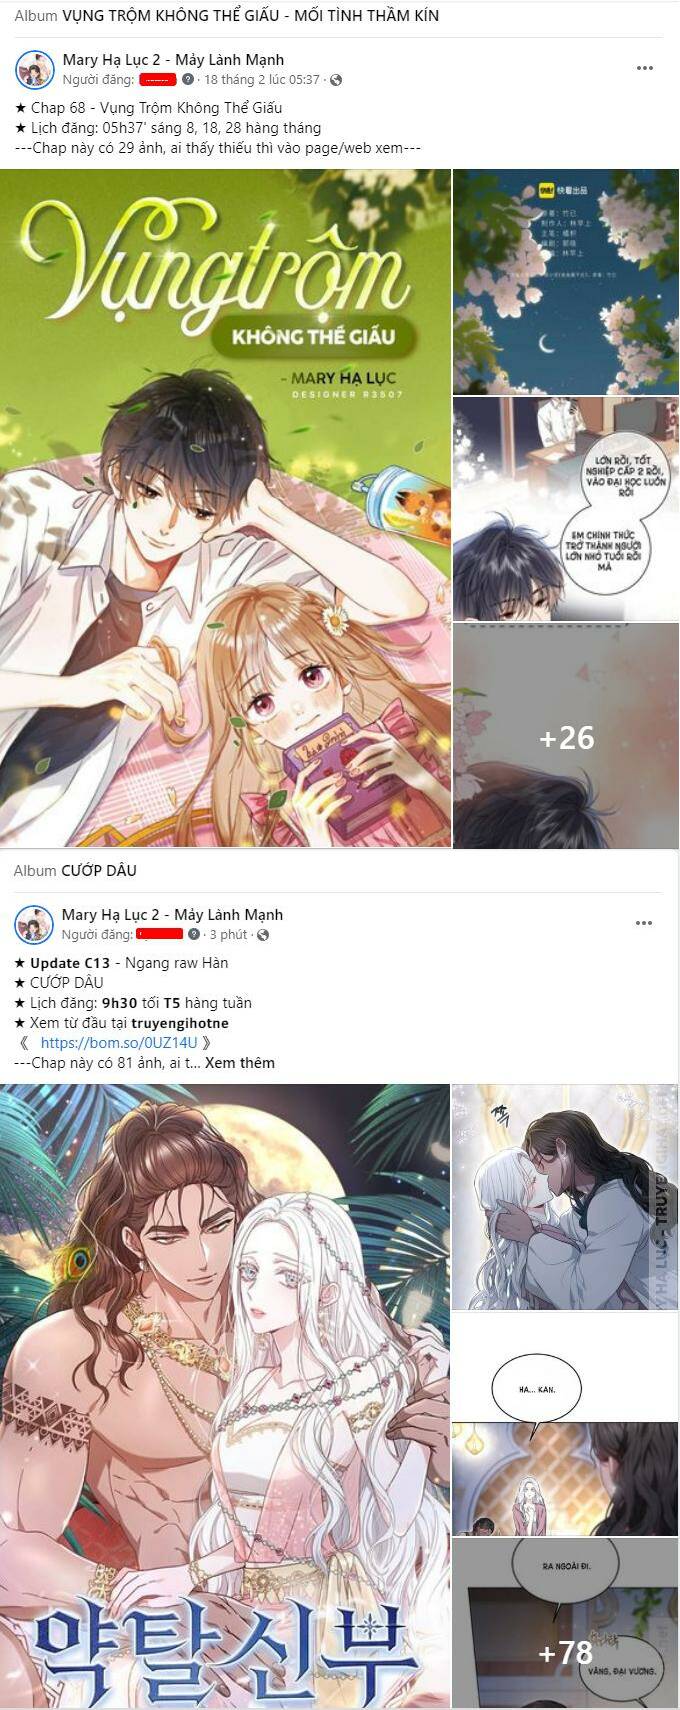 Album VỤNG TRỘM KHÔNG THỂ GIẤU - MỐI TÌNH THẦM KÍN
Mary Hạ Lục 2 - Mảy Lành Mạnh
Người đăng:
· 18 tháng 2 lúc 05:37 ·
★ Chap 68 - Vụng Trộm Không Thể Giấu
★ Lịch đăng: 05h37' sáng 8, 18, 28 hàng tháng
---Chap này có 29 ảnh, ai thấy thiếu thì vào page/web xem---
Vụng trộm
KHÔNG THỂ GIẤU
- MARY HẠ LỤC
DESIGNER R3507
快看出品
LỚN RỒI, TỐT
NGHIỆP CẤP 2 RỒI,
VÀO ĐẠI HỌC LUÔN
RỒI
EM CHÍNH THỨC
TRỞ THÀNH NGƯỜI
LỚN NHỎ TUỔI RỒI
MÀ
+26
Album CƯỚP DÂU
Mary Hạ Lục 2 - Mảy Lành Mạnh
Người đăng:
· 3 phút ·
★ Update C13 - Ngang raw Hàn
★ CƯỚP DÂU
★ Lịch đăng: 9h30 tối T5 hàng tuần
★ Xem từ đầu tại truyengihotne
《 https://bom.so/0UZ14U 》
---Chap này có 81 ảnh, ai t... Xem thêm
약탈신부
HA... KAN.
RA NGOÀI ĐI.
+78
VÂNG, ĐẠI VƯƠNG.